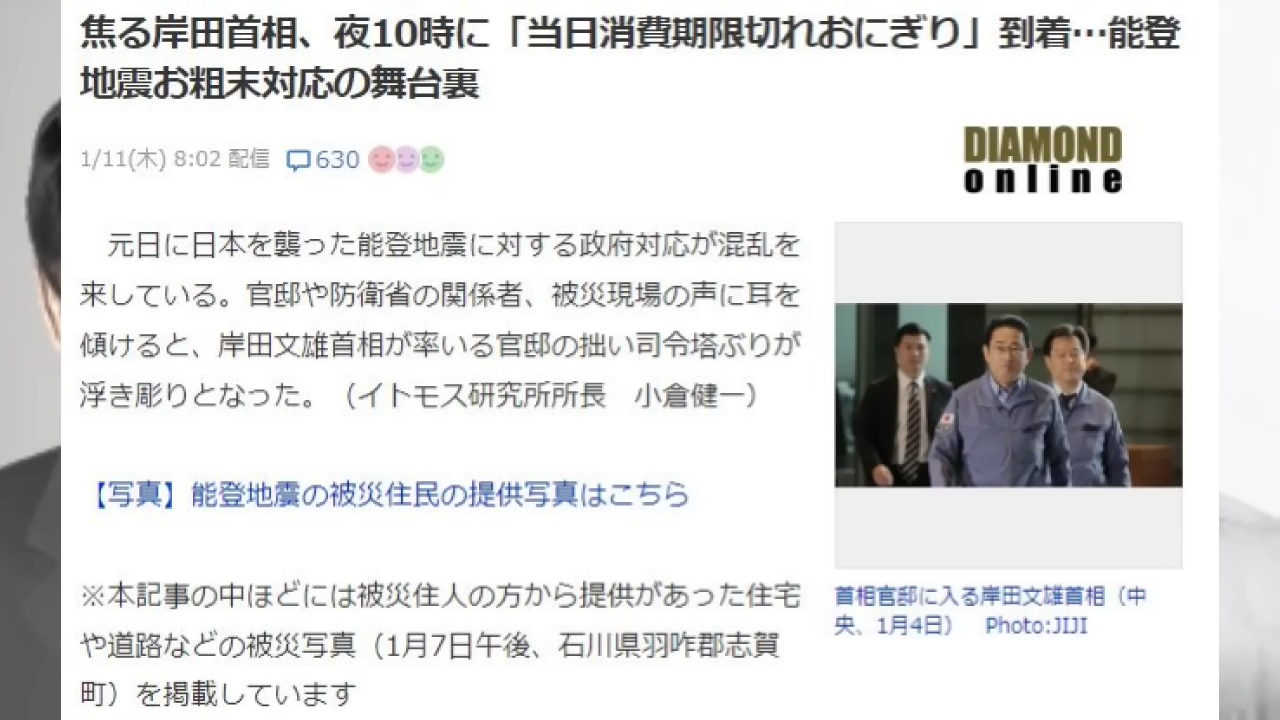 焦る岸田首相、夜10時に「当日消費期限切れおにぎり」到着…能登
地震お粗末対応の舞台裏
1/11(木) 8:02 配信 630
DIAMOND
online
　元日に日本を襲った能登地震に対する政府対応が混乱を
来している。官邸や防衛省の関係者、被災現場の声に耳を
傾けると、岸田文雄首相が率いる官邸の拙い司令塔ぶりが
浮き彫りとなった。（イトモス研究所所長　小倉健一）
【写真】能登地震の被災住民の提供写真はこちら
※本記事の中ほどには被災住人の方から提供があった住宅
や道路などの被災写真（1月7日午後、石川県羽咋郡志賀
町）を掲載しています
首相官邸に入る岸田文雄首相（中
央、1月4日）　Photo:JIJI